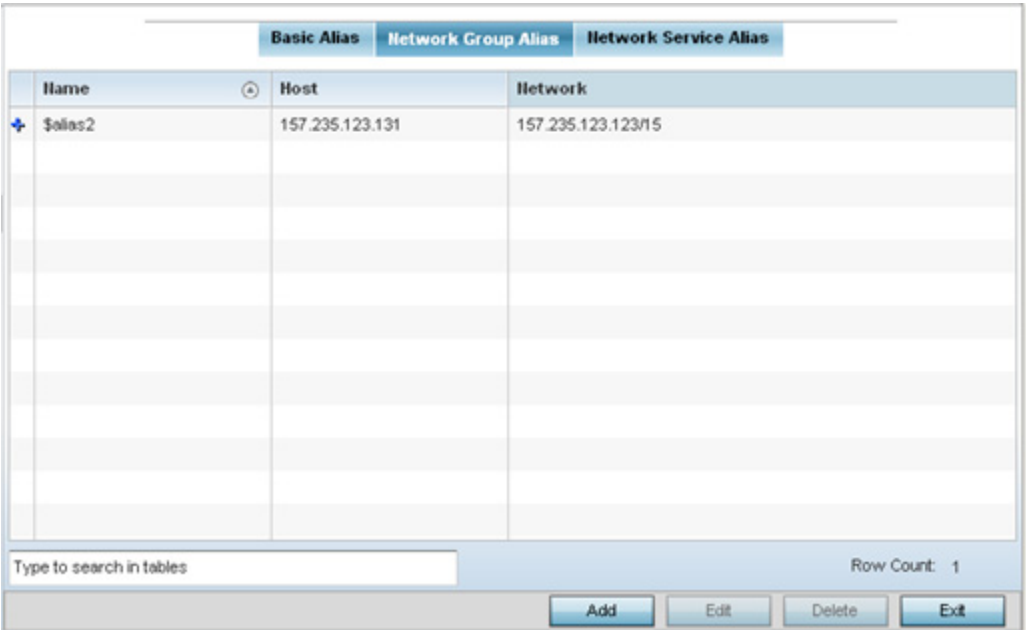 Basic Alias Network Group Alias Network Service Alias
Name Host Network
$alias2 157.235.123.131 157.235.123.123/15
Type to search in tables Row Count: 1
Add Edit Delete Exit